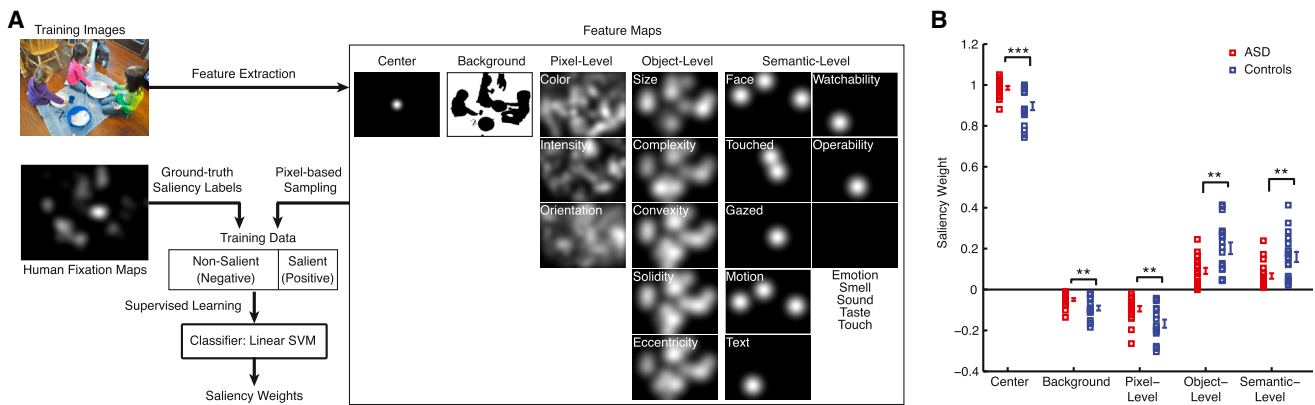 A
Training Images
Feature Extraction
Ground-truth
Saliency Labels
Pixel-based
Sampling
Human Fixation Maps
Training Data
Non-Salient
(Negative)
Salient
(Positive)
Supervised Learning
Classifier: Linear SVM
Saliency Weights
Feature Maps
Center
Background
Pixel-Level
Object-Level
Semantic-Level
Color
Size
Face
Watchability
Intensity
Complexity
Touched
Operability
Orientation
Convexity
Gazed
Solidity
Motion
Emotion
Smell
Sound
Taste
Touch
Eccentricity
Text
B
Saliency Weight
1.2
1
0.8
0.6
0.4
0.2
0
−0.2
−0.4
ASD
Controls
***
**
**
**
**
Center
Background
Pixel–
Level
Object–
Level
Semantic–
Level